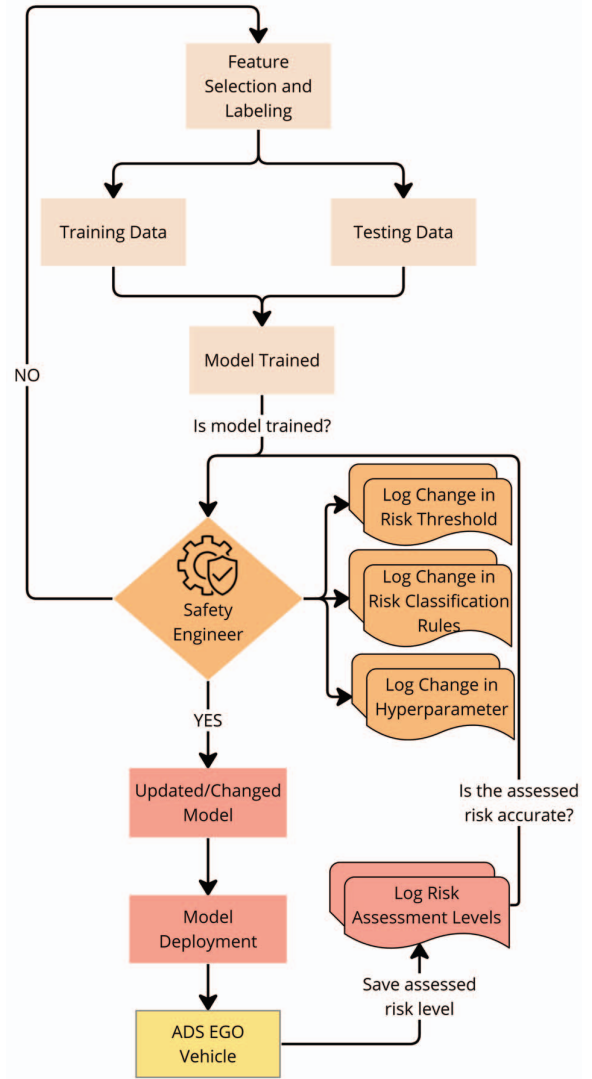 Feature
Selection and
Labeling
Training Data
Testing Data
Model Trained
NO
Is model trained?
Log Change in
Risk Threshold
Safety
Engineer
Log Change in
Risk Classification
Rules
Log Change in
Hyperparameter
YES
Updated/Changed
Model
Is the assessed
risk accurate?
Model
Deployment
Log Risk
Assessment Levels
Save assessed
risk level
ADS EGO
Vehicle